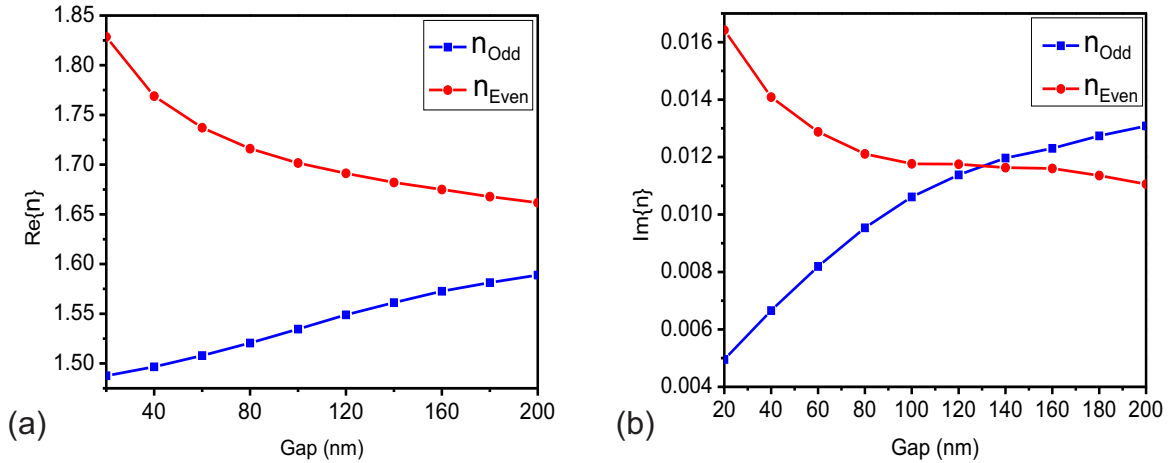 1.85
1.80
1.75
1.70
1.65
1.60
1.55
1.50
Re{n}
n_Odd
n_Even
40 80 120 160 200
Gap (nm)
(a)
0.016
0.014
0.012
0.010
0.008
0.006
0.004
Im{n}
n_Odd
n_Even
20 40 60 80 100 120 140 160 180 200
Gap (nm)
(b)